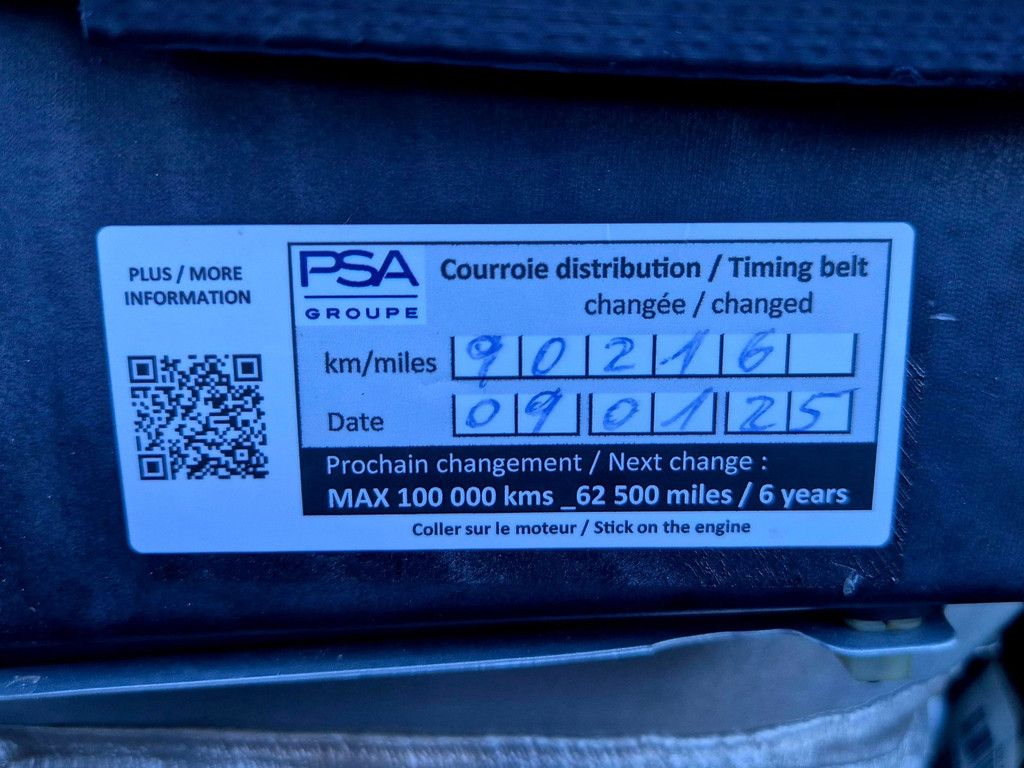 PLUS / MORE
INFORMATION
PSA
GROUPE
Courroie distribution / Timing belt
changée / changed
km/miles 90216
Date 09 01 25
Prochain changement / Next change :
MAX 100 000 kms _62 500 miles / 6 years
Coller sur le moteur / Stick on the engine